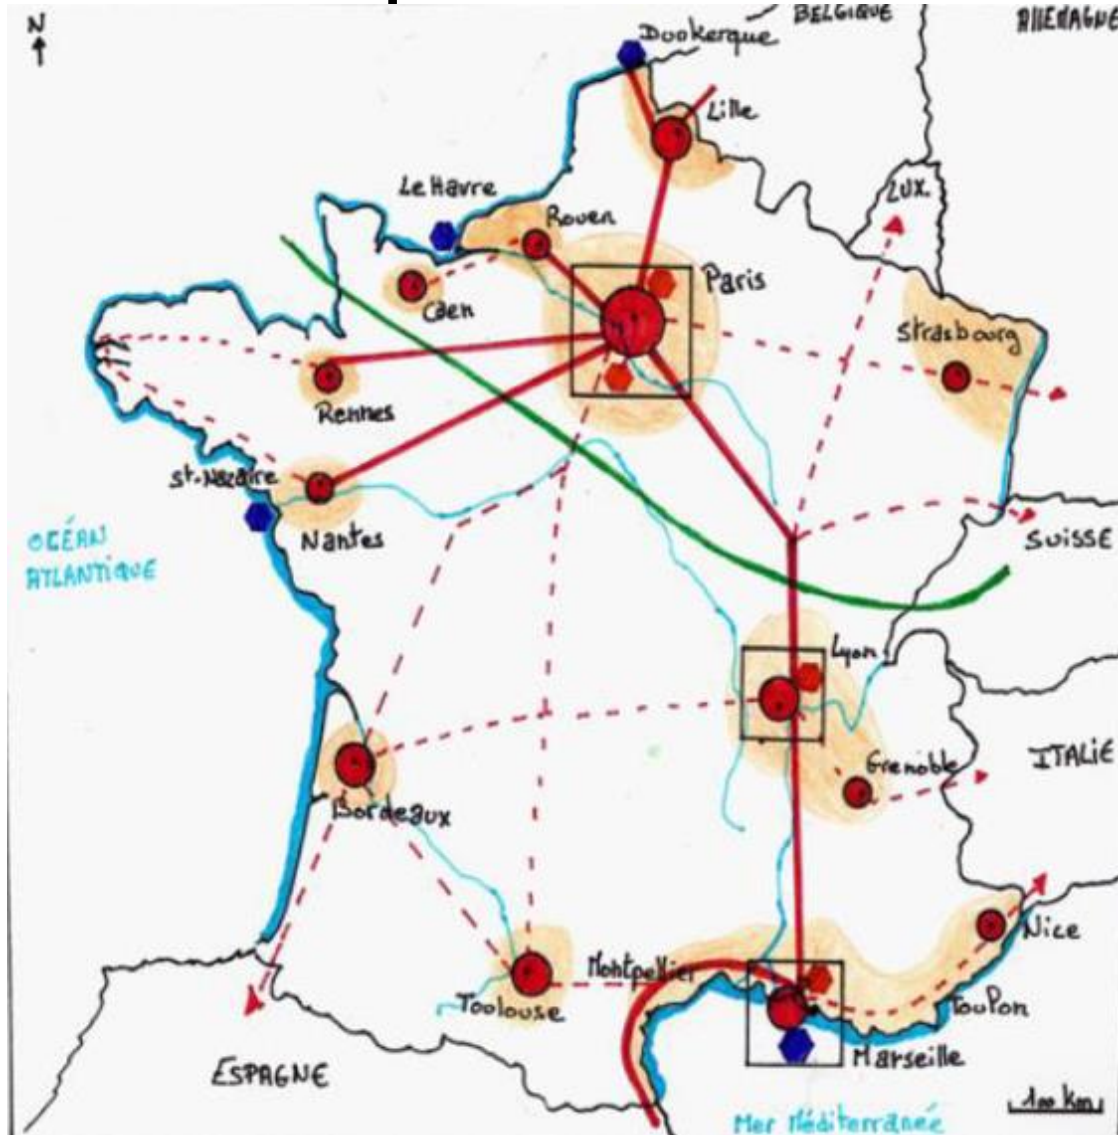 N
BELGIQUE
ALLEMAGNE
Dunkerque
Lille
LUX.
Le Havre
Rouen
Paris
Caen
Strasbourg
Rennes
St-Nazaire
Nantes
OCÉAN
ATLANTIQUE
SUISSE
Lyon
Grenoble
ITALIE
Bordeaux
Nice
Montpellier
Toulouse
Toulon
Marseille
ESPAGNE
100 Km
Mer Méditerranée